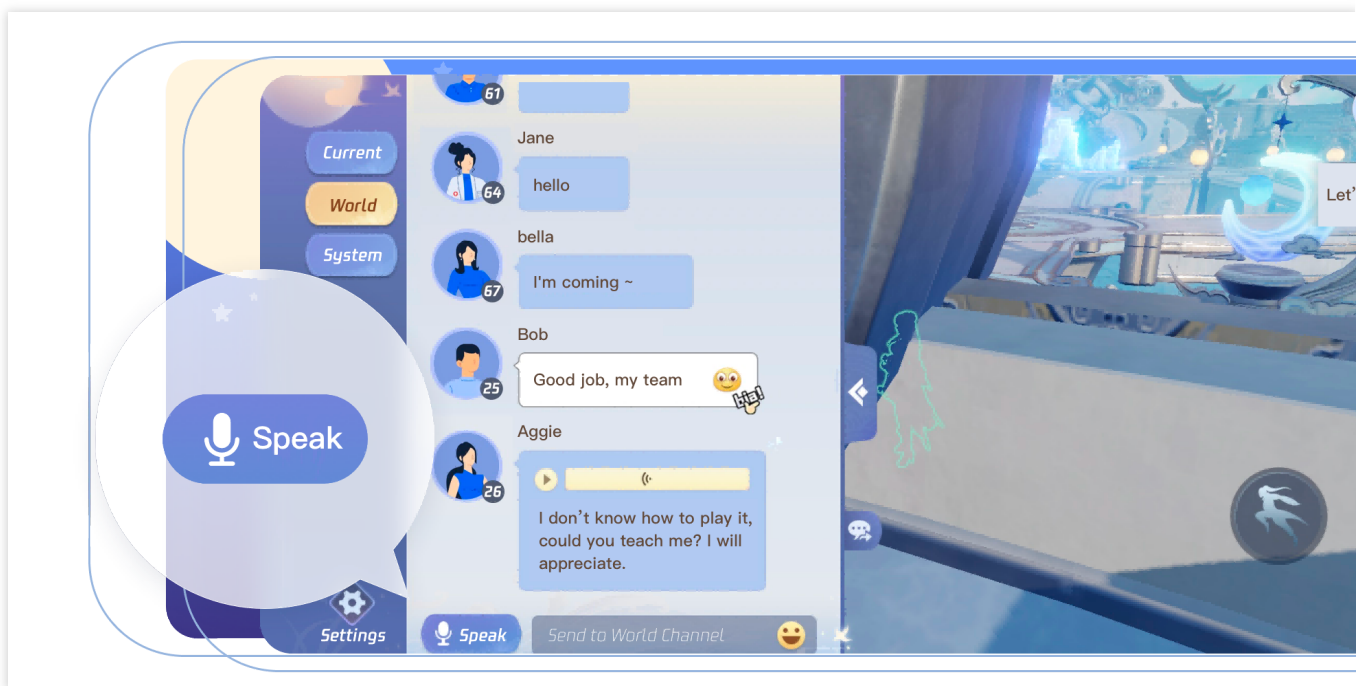 61
Jane
Current
64
hello
World
bella
System
67
I'm coming ~
Bob
25
Good job, my team
bia!
Aggie
Speak
26
I don’t know how to play it,
could you teach me? I will
appreciate.
Settings
Speak
Send to World Channel
Let’